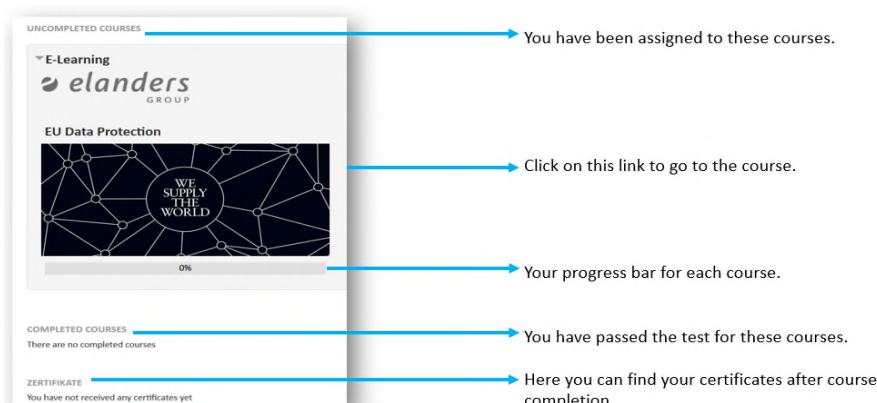 UNCOMPLETED COURSES
You have been assigned to these courses.
E-Learning
elanders
GROUP
EU Data Protection
WE
SUPPLY
THE
WORLD
Click on this link to go to the course.
0%
Your progress bar for each course.
COMPLETED COURSES
There are no completed courses
You have passed the test for these courses.
ZERTIFIKATE
You have not received any certificates yet
Here you can find your certificates after course
completion